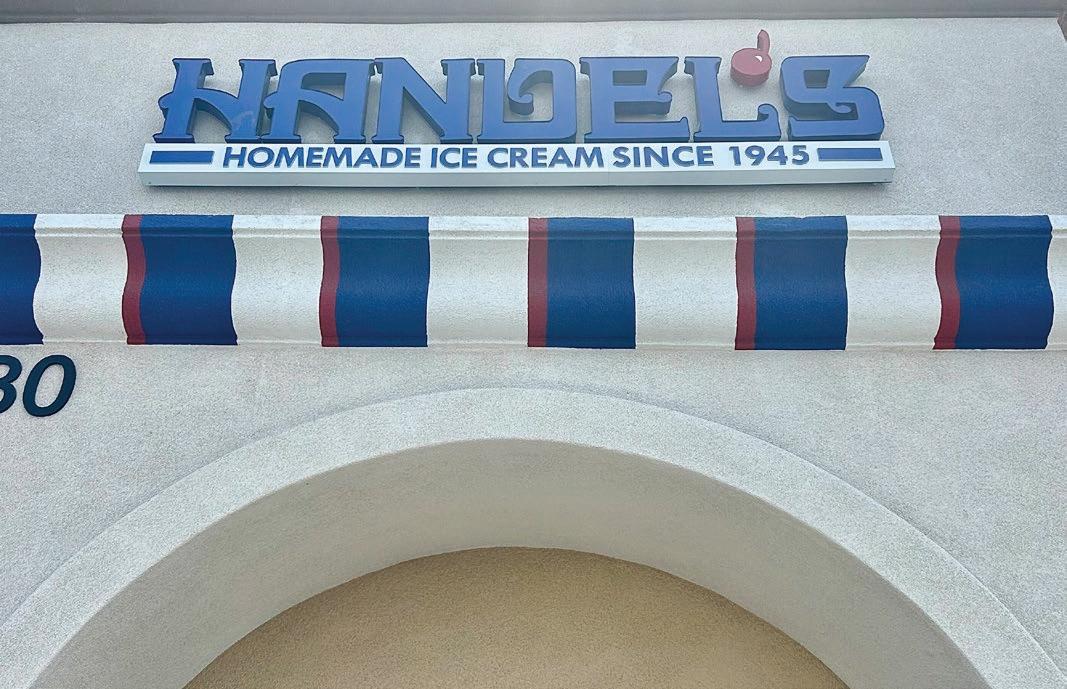 HANDEL'S
HOMEMADE ICE CREAM SINCE 1945
30